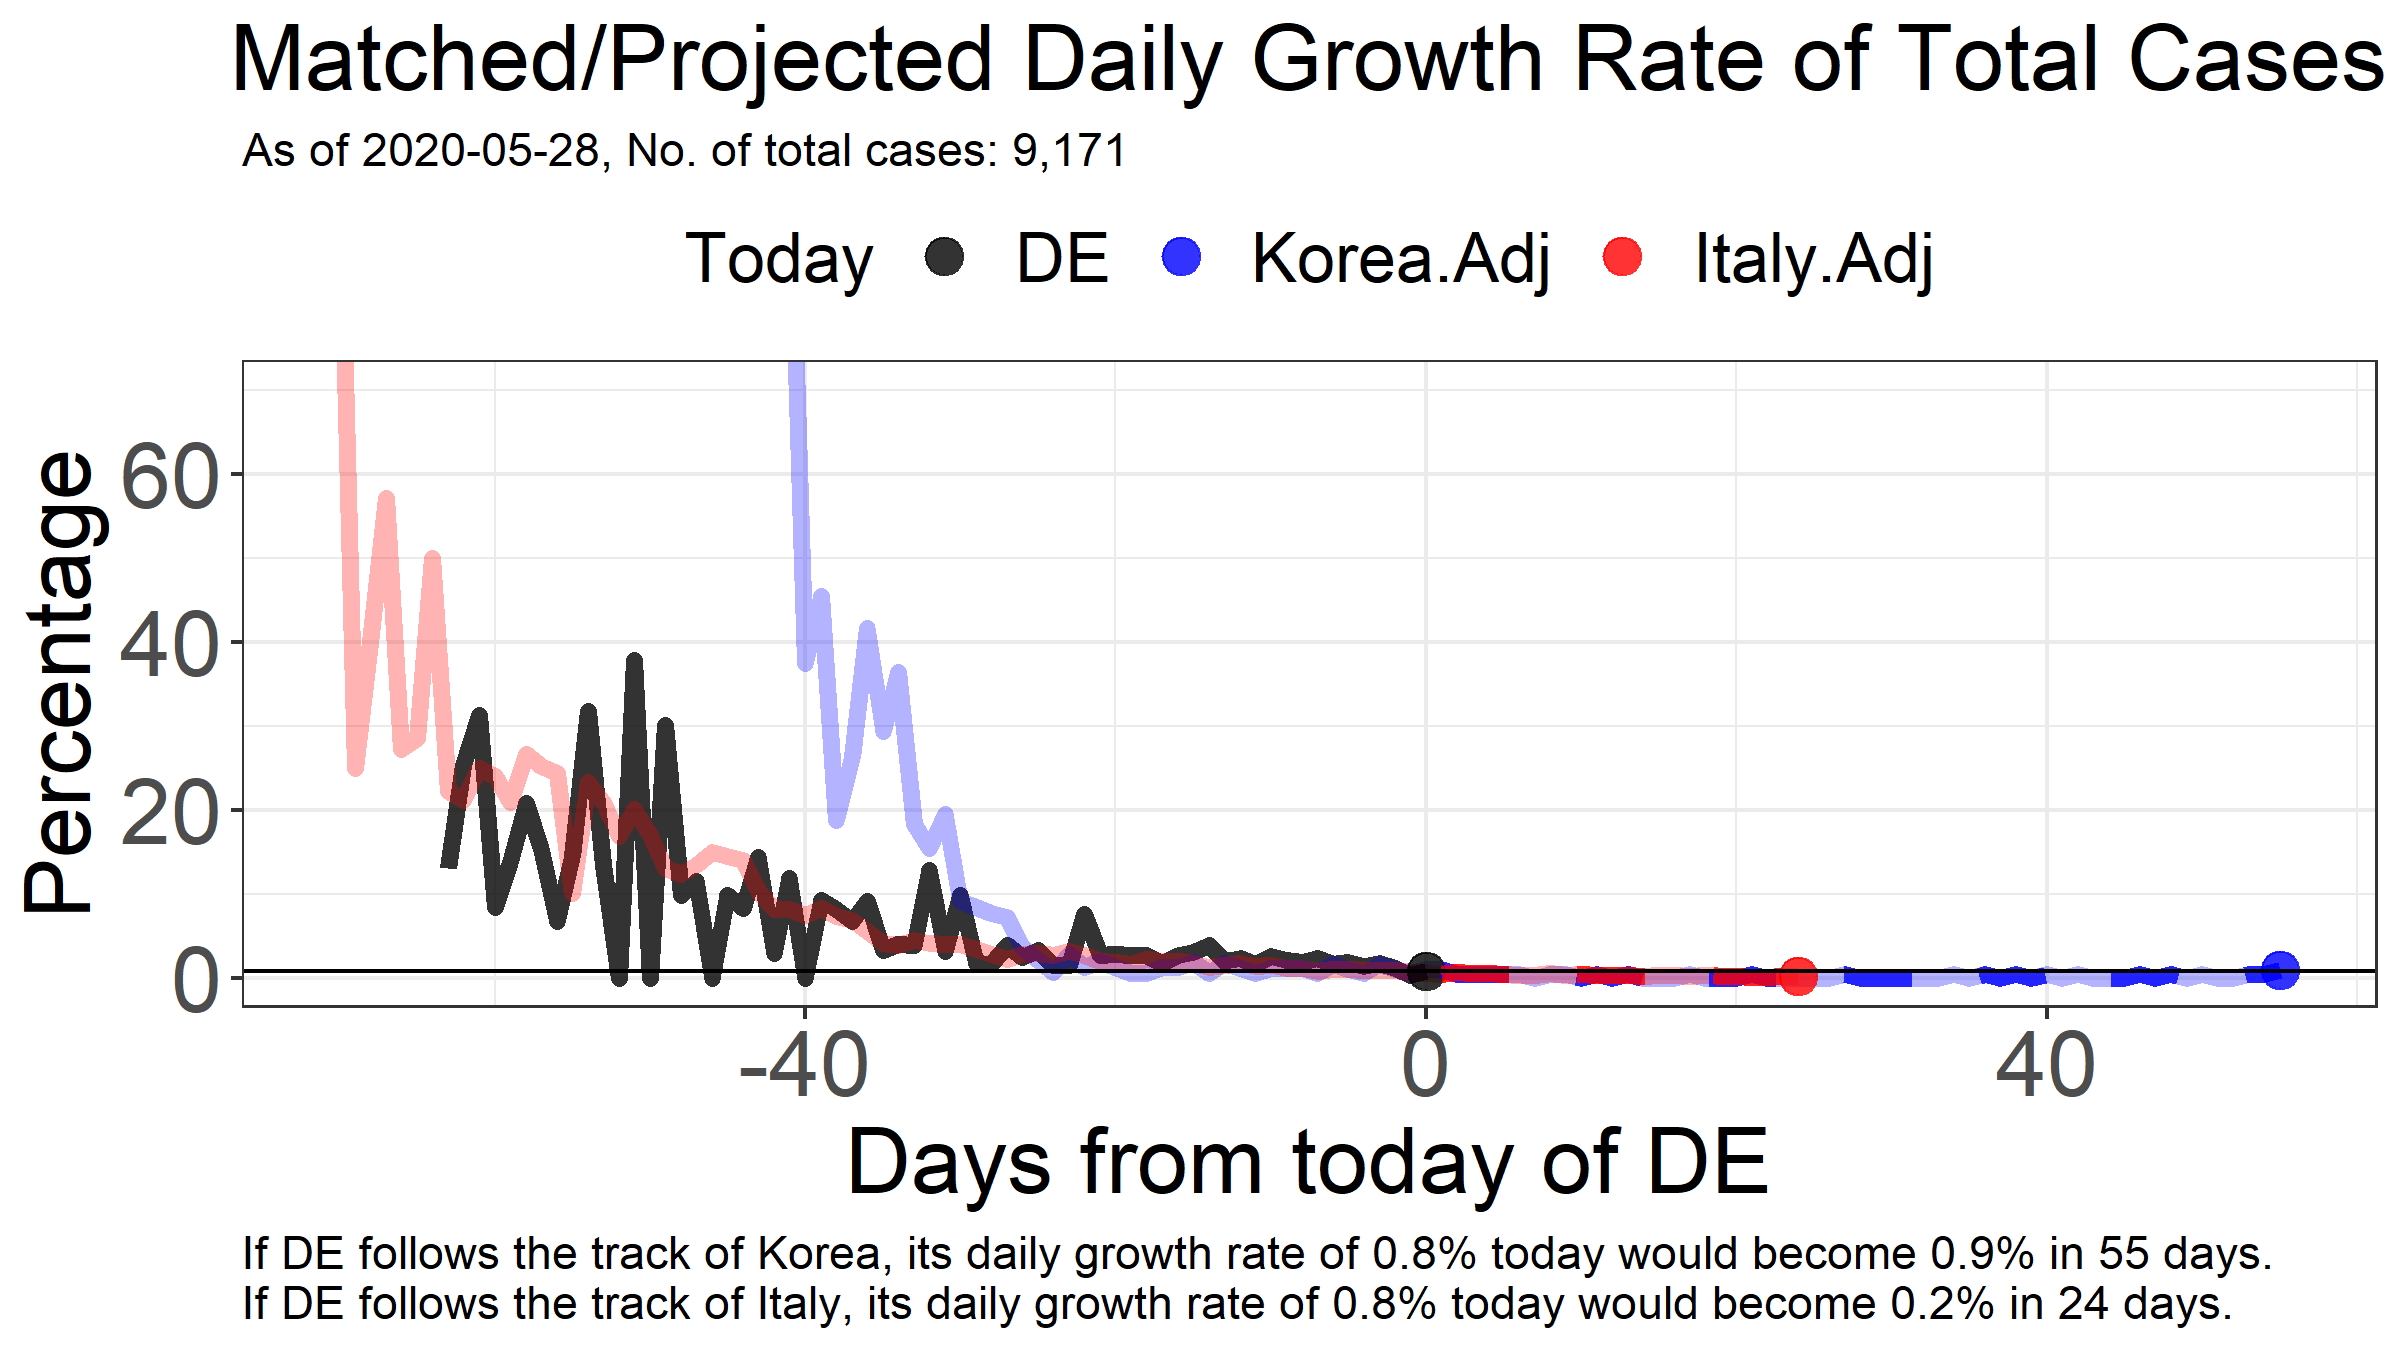 Matched/Projected Daily Growth Rate of Total Cases
As of 2020-05-28, No. of total cases: 9,171
Today DE Korea.Adj Italy.Adj
Percentage
60
40
20
0
-40 0 40
Days from today of DE
If DE follows the track of Korea, its daily growth rate of 0.8% today would become 0.9% in 55 days.
If DE follows the track of Italy, its daily growth rate of 0.8% today would become 0.2% in 24 days.